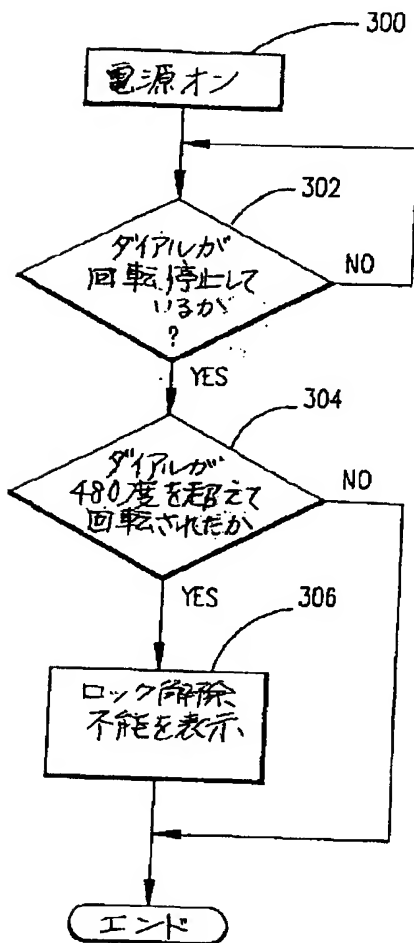 300
電源オン
302
ダイアルが
回転停止して
いるか
?
NO
YES
304
ダイアルが
480度を超えて
回転されたか
NO
YES
306
ロック解除
不能を表示
エンド